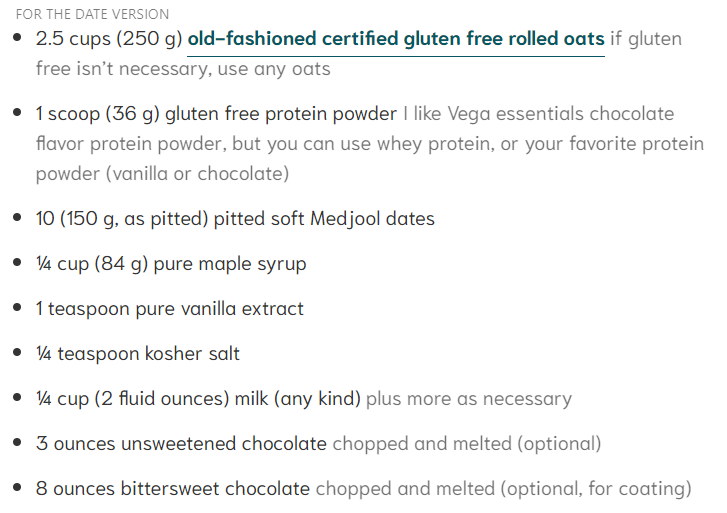 FOR THE DATE VERSION
• 2.5 cups (250 g) old-fashioned certified gluten free rolled oats if gluten
free isn't necessary, use any oats
• 1 scoop (36 g) gluten free protein powder I like Vega essentials chocolate
flavor protein powder, but you can use whey protein, or your favorite protein
powder (vanilla or chocolate)
• 10 (150 g, as pitted) pitted soft Medjool dates
• ¼ cup (84 g) pure maple syrup
• 1 teaspoon pure vanilla extract
• ¼ teaspoon kosher salt
• ¼ cup (2 fluid ounces) milk (any kind) plus more as necessary
• 3 ounces unsweetened chocolate chopped and melted (optional)
• 8 ounces bittersweet chocolate chopped and melted (optional, for coating)